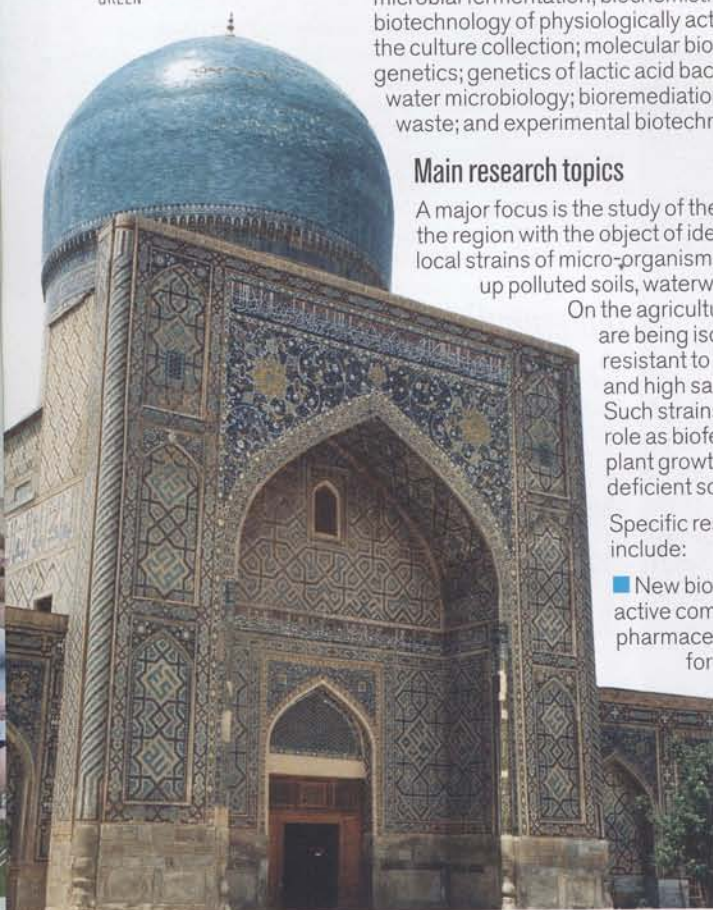 GREEN
microbial fermentation; biochemist
biotechnology of physiologically act
the culture collection; molecular bio
genetics; genetics of lactic acid bac
water microbiology; bioremediatio
waste; and experimental biotechn
Main research topics
A major focus is the study of the
the region with the object of ide
local strains of micro-organism
up polluted soils, waterw
On the agricultu
are being iso
resistant to
and high sa
Such strain
role as biofe
plant growt
deficient so
Specific re
include:
■ New bio
active com
pharmace
for